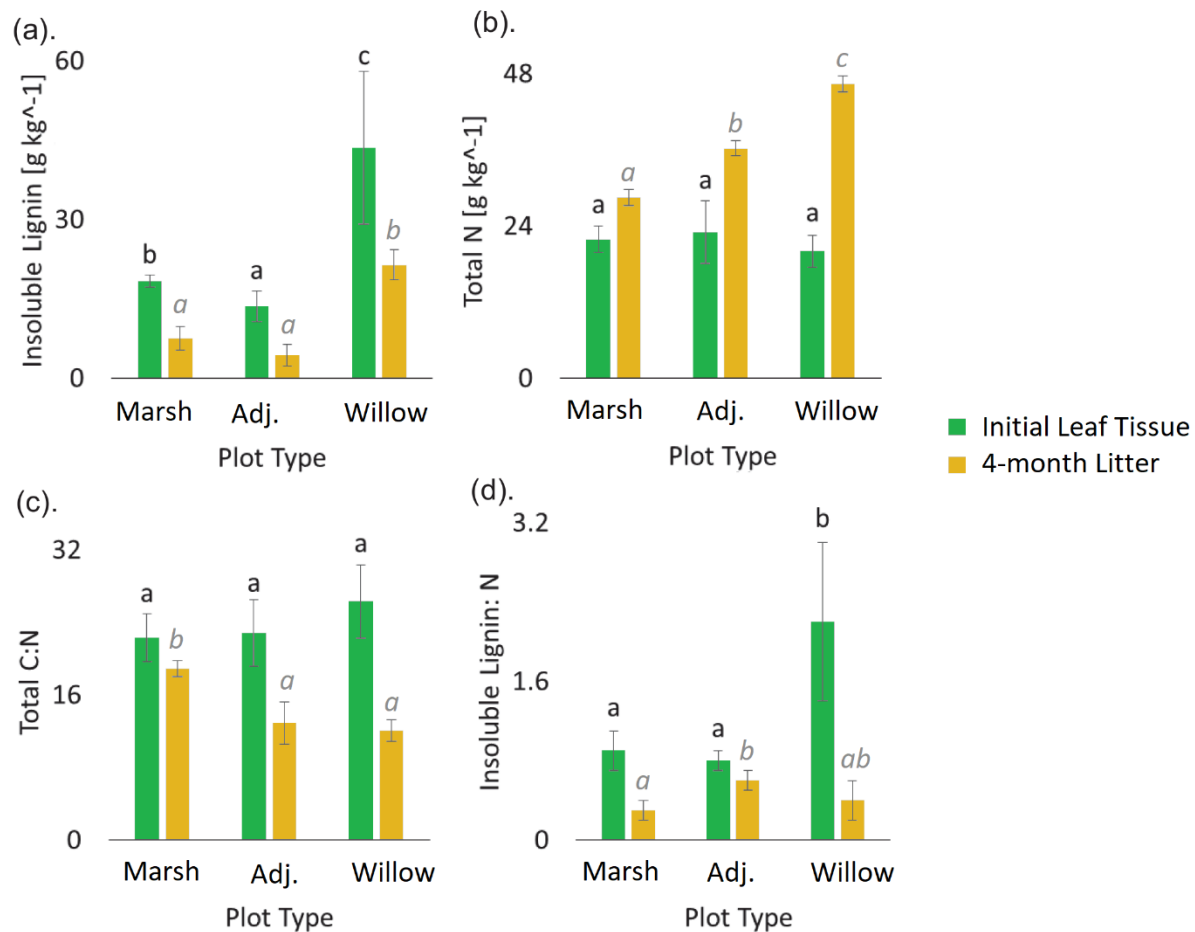 (a).
Insoluble Lignin [g kg^-1]
60
30
0
c
b
a
b
a
a
Marsh
Adj.
Willow
Plot Type
(b).
Total N [g kg^-1]
48
24
0
c
b
a
a
a
a
Marsh
Adj.
Willow
Plot Type
Initial Leaf Tissue
4-month Litter
(c).
Total C:N
32
16
0
a
a
a
b
a
a
Marsh
Adj.
Willow
Plot Type
(d).
Insoluble Lignin: N
3.2
1.6
0
b
a
a
b
ab
a
Marsh
Adj.
Willow
Plot Type